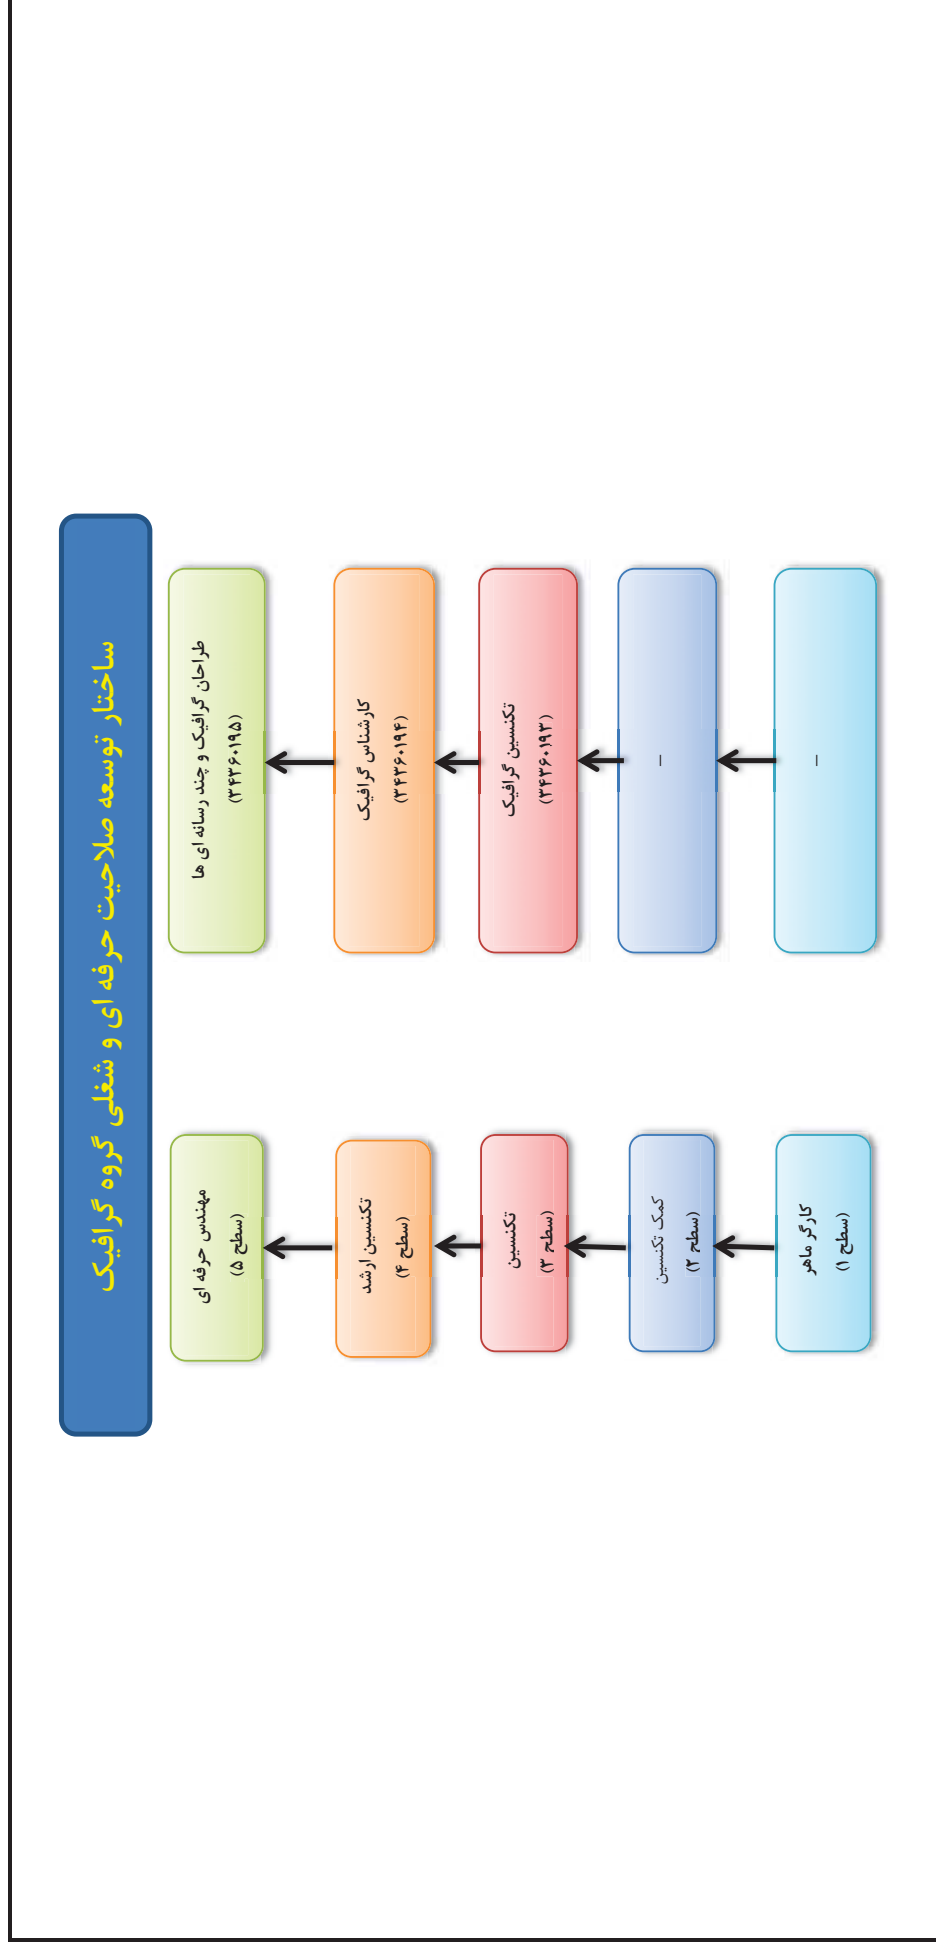 ساختار توسعه صلاحیت حرفه ای و شغلی گروه گرافیک
طراحان گرافیک و چند رسانه ای ها
(۳۴۳۶۰۱۹۵)
مهندس حرفه ای
(سطح ۵)
کارشناس گرافیک
(۳۴۳۶۰۱۹۴)
تکنسین ارشد
(سطح ۴)
تکنسین گرافیک
(۳۴۳۶۰۱۹۳)
تکنسین
(سطح ۳)
–
کمک تکنسین
(سطح ۲)
–
کارگر ماهر
(سطح ۱)